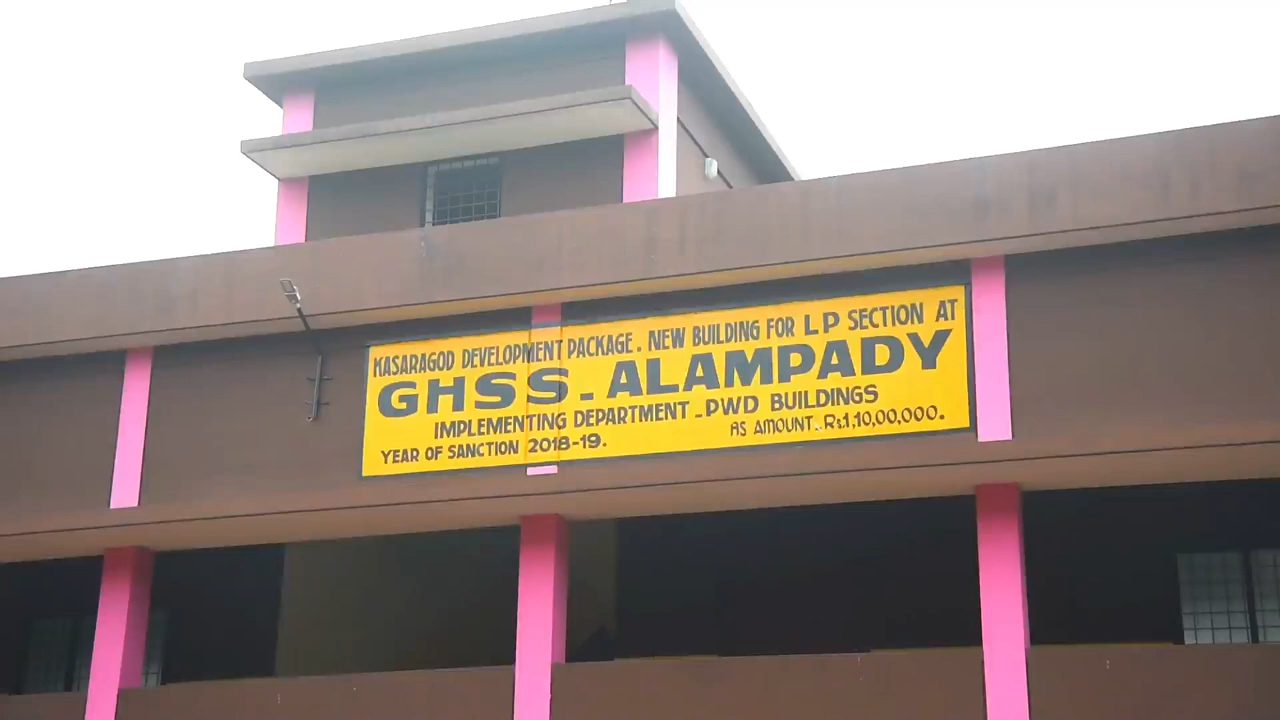 KASARAGOD DEVELOPMENT PACKAGE. NEW BUILDING FOR LP SECTION AT
GHSS - ALAMPADY
IMPLEMENTING DEPARTMENT - PWD BUILDINGS
YEAR OF SANCTION 2018-19.
AS AMOUNT.. Rs.1,10,00,000.